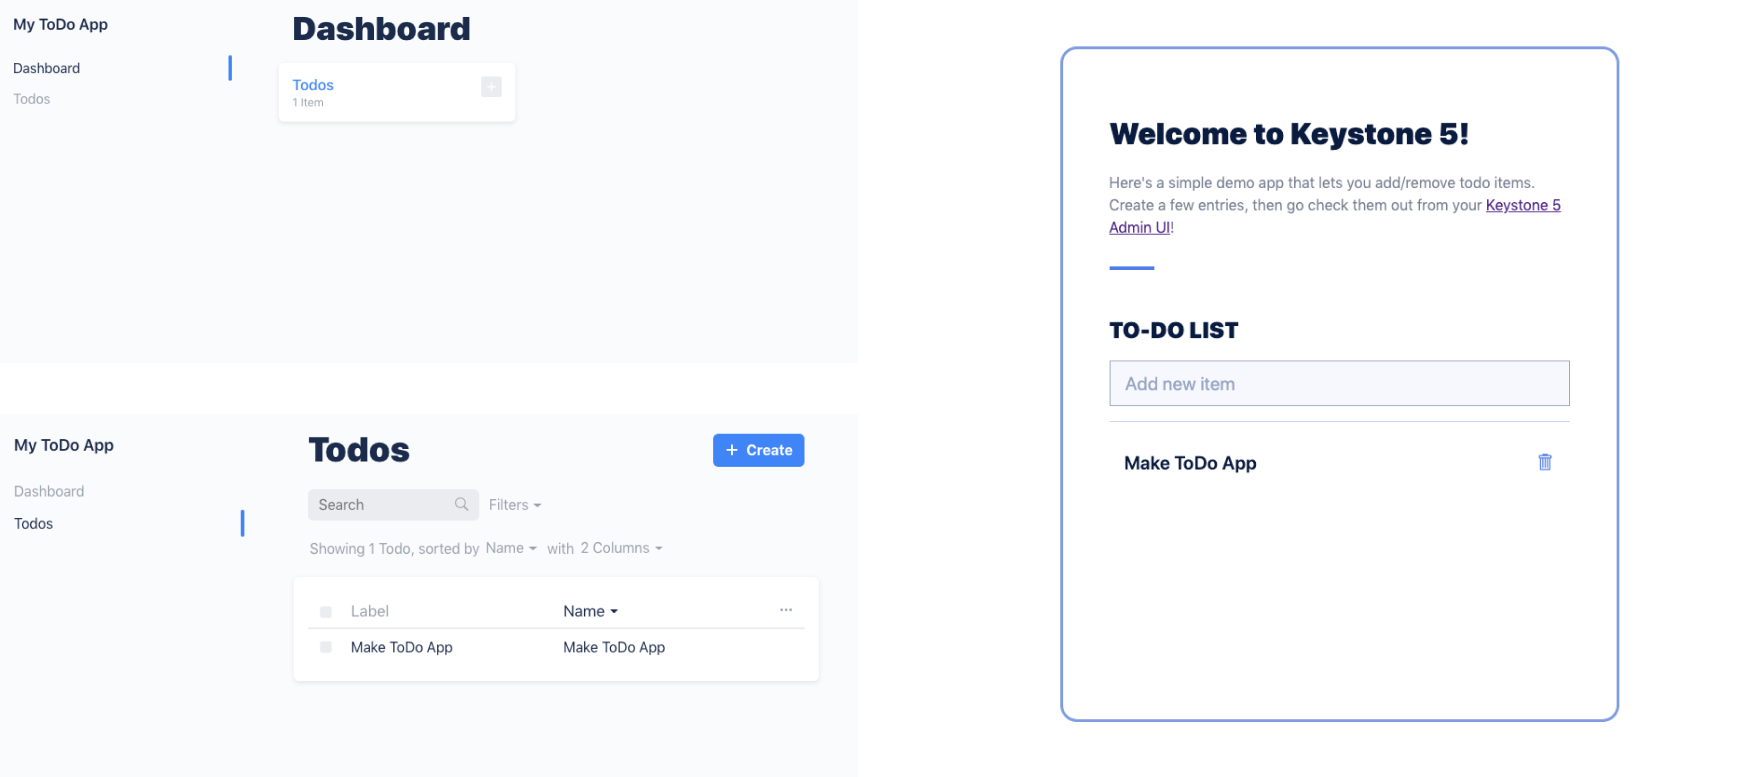 My ToDo App
Dashboard
Todos
Dashboard
Todos
1 Item
My ToDo App
Dashboard
Todos
Todos
+ Create
Search
Filters
Showing 1 Todo, sorted by Name with 2 Columns
Label Name ...
Make ToDo App Make ToDo App
Welcome to Keystone 5!
Here's a simple demo app that lets you add/remove todo items.
Create a few entries, then go check them out from your Keystone 5
Admin UI!
TO-DO LIST
Add new item
Make ToDo App